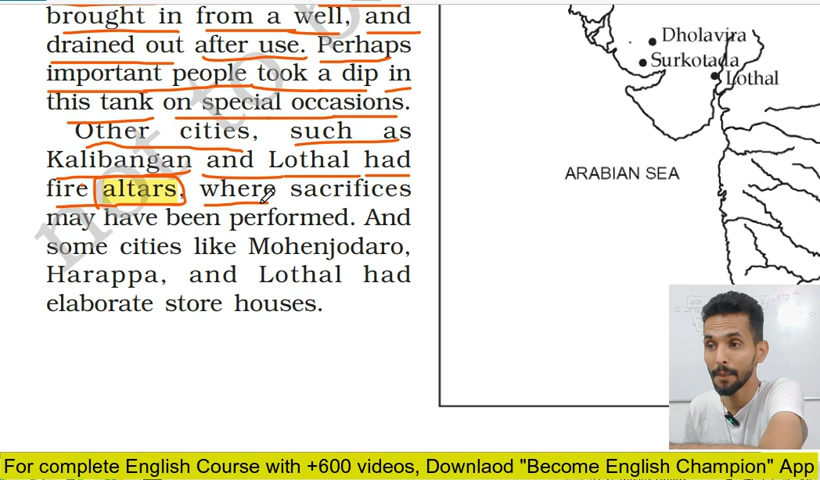 brought in from a well, and
drained out after use. Perhaps
important people took a dip in
this tank on special occasions.
Other cities, such as
Kalibangan and Lothal had
fire altars, where sacrifices
may have been performed. And
some cities like Mohenjodaro,
Harappa, and Lothal had
elaborate store houses.
not to b
Dholavira
Surkotada
Lothal
ARABIAN SEA
For complete English Course with +600 videos, Downlaod "Become English Champion" App